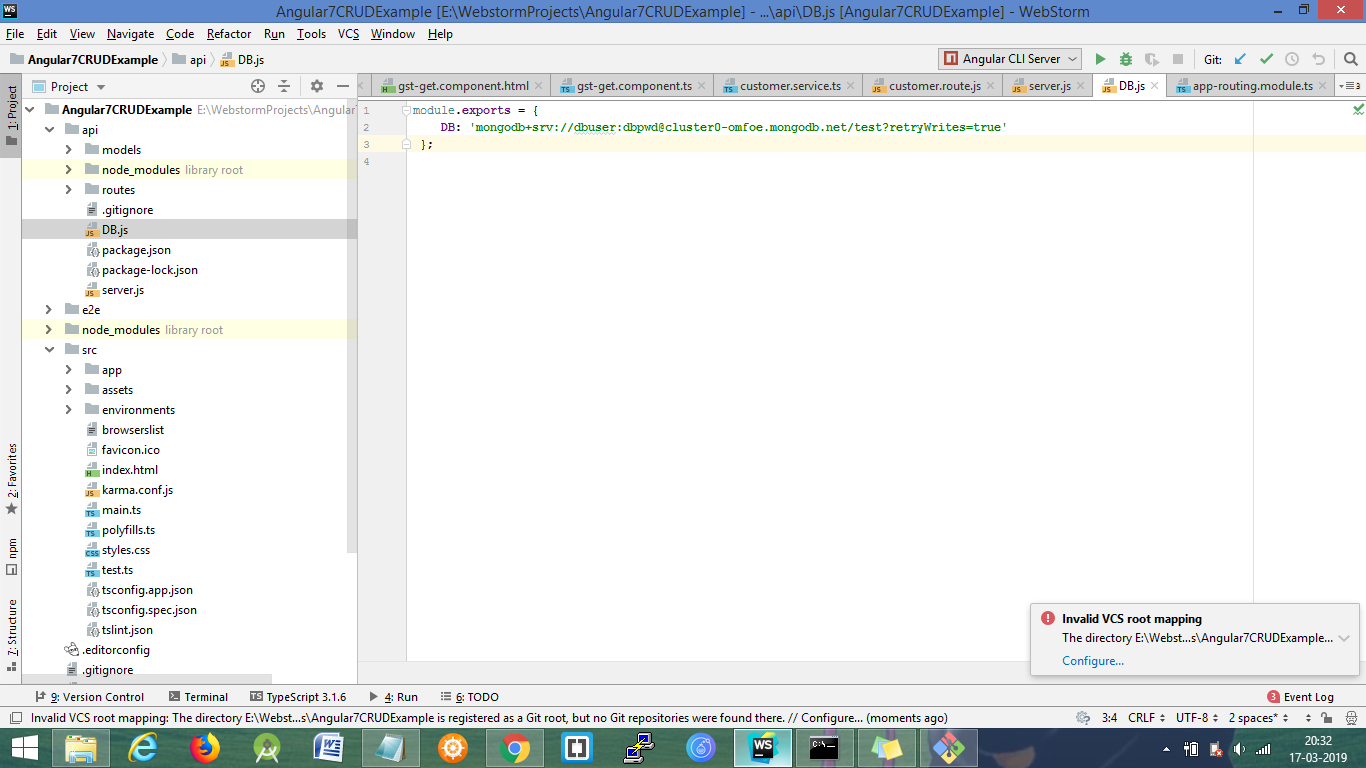 Angular7CRUDExample [E:\WebstormProjects\Angular7CRUDExample] - ...\api\DB.js [Angular7CRUDExample] - WebStorm
File Edit View Navigate Code Refactor Run Tools VCS Window Help
Angular7CRUDExample api DB.js Angular CLI Server Git:
Project gst-get.component.html gst-get.component.ts customer.service.ts customer.route.js server.js DB.js app-routing.module.ts 3
1: Project
2: Favorites
npm
7: Structure
Angular7CRUDExample E:\WebstormProjects\Angular
api
models
node_modules library root
routes
.gitignore
DB.js
package.json
package-lock.json
server.js
e2e
node_modules library root
src
app
assets
environments
browserslist
favicon.ico
index.html
karma.conf.js
main.ts
polyfills.ts
styles.css
test.ts
tsconfig.app.json
tsconfig.spec.json
tslint.json
.editorconfig
.gitignore
1 module.exports = {
2 DB: 'mongodb+srv://dbuser:dbpwd@cluster0-omfoe.mongodb.net/test?retryWrites=true'
3 };
4
Invalid VCS root mapping
The directory E:\Webst...s\Angular7CRUDExample...
Configure...
9: Version Control Terminal TypeScript 3.1.6 4: Run 6: TODO 3 Event Log
Invalid VCS root mapping: The directory E:\Webst...s\Angular7CRUDExample is registered as a Git root, but no Git repositories were found there. // Configure... (moments ago) 3:4 CRLF UTF-8 2 spaces*
20:32
17-03-2019